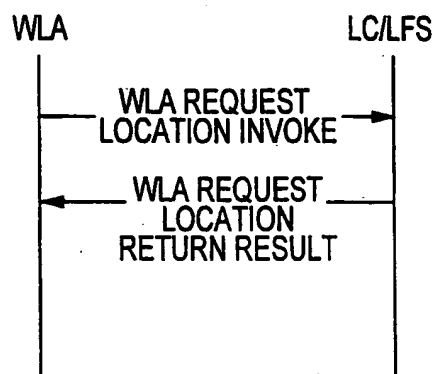 WLA
LC/LFS
WLA REQUEST
LOCATION INVOKE
WLA REQUEST
LOCATION
RETURN RESULT